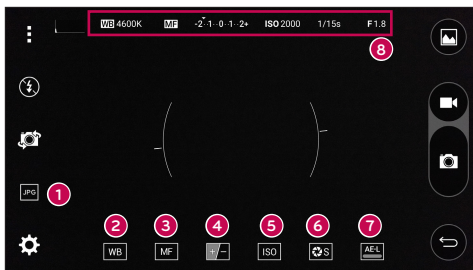 WB 4600K MF -2·1··0··1·2+ ISO 2000 1/15s F1.8
8
JPG 1
2 3 4 5 6 7
WB MF +/- ISO S AE-L